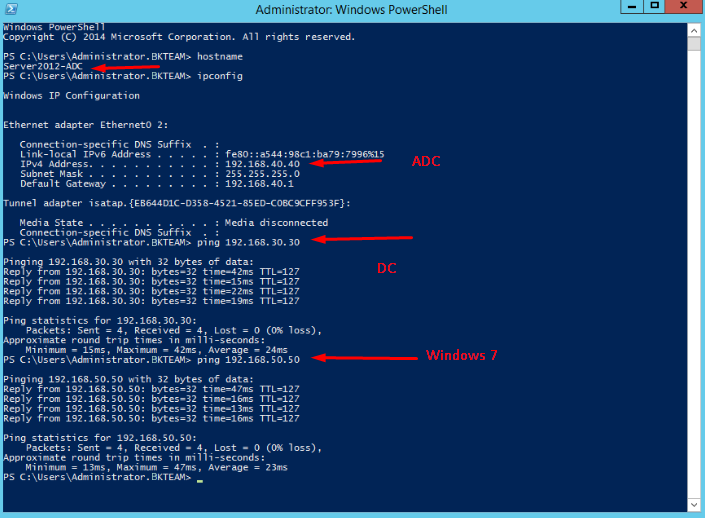 Administrator: Windows PowerShell
Windows PowerShell
Copyright (C) 2014 Microsoft Corporation. All rights reserved.
PS C:\Users\Administrator.BKTEAM> hostname
Server2012-ADC
PS C:\Users\Administrator.BKTEAM> ipconfig
Windows IP Configuration
Ethernet adapter Ethernet0 2:
Connection-specific DNS Suffix  . :
Link-local IPv6 Address . . . . . : fe80::a544:98c1:ba79:7996%15
IPv4 Address. . . . . . . . . . . : 192.168.40.40 ADC
Subnet Mask . . . . . . . . . . . : 255.255.255.0
Default Gateway . . . . . . . . . : 192.168.40.1
Tunnel adapter isatap.{EB644D1C-D358-4521-85ED-C0BC9CFF953F}:
Media State . . . . . . . . . . . : Media disconnected
Connection-specific DNS Suffix  . :
PS C:\Users\Administrator.BKTEAM> ping 192.168.30.30
DC
Pinging 192.168.30.30 with 32 bytes of data:
Reply from 192.168.30.30: bytes=32 time=42ms TTL=127
Reply from 192.168.30.30: bytes=32 time=15ms TTL=127
Reply from 192.168.30.30: bytes=32 time=22ms TTL=127
Reply from 192.168.30.30: bytes=32 time=19ms TTL=127
Ping statistics for 192.168.30.30:
Packets: Sent = 4, Received = 4, Lost = 0 (0% loss),
Approximate round trip times in milli-seconds:
Minimum = 15ms, Maximum = 42ms, Average = 24ms
PS C:\Users\Administrator.BKTEAM> ping 192.168.50.50 Windows 7
Pinging 192.168.50.50 with 32 bytes of data:
Reply from 192.168.50.50: bytes=32 time=47ms TTL=127
Reply from 192.168.50.50: bytes=32 time=16ms TTL=127
Reply from 192.168.50.50: bytes=32 time=13ms TTL=127
Reply from 192.168.50.50: bytes=32 time=16ms TTL=127
Ping statistics for 192.168.50.50:
Packets: Sent = 4, Received = 4, Lost = 0 (0% loss),
Approximate round trip times in milli-seconds:
Minimum = 13ms, Maximum = 47ms, Average = 23ms
PS C:\Users\Administrator.BKTEAM> _